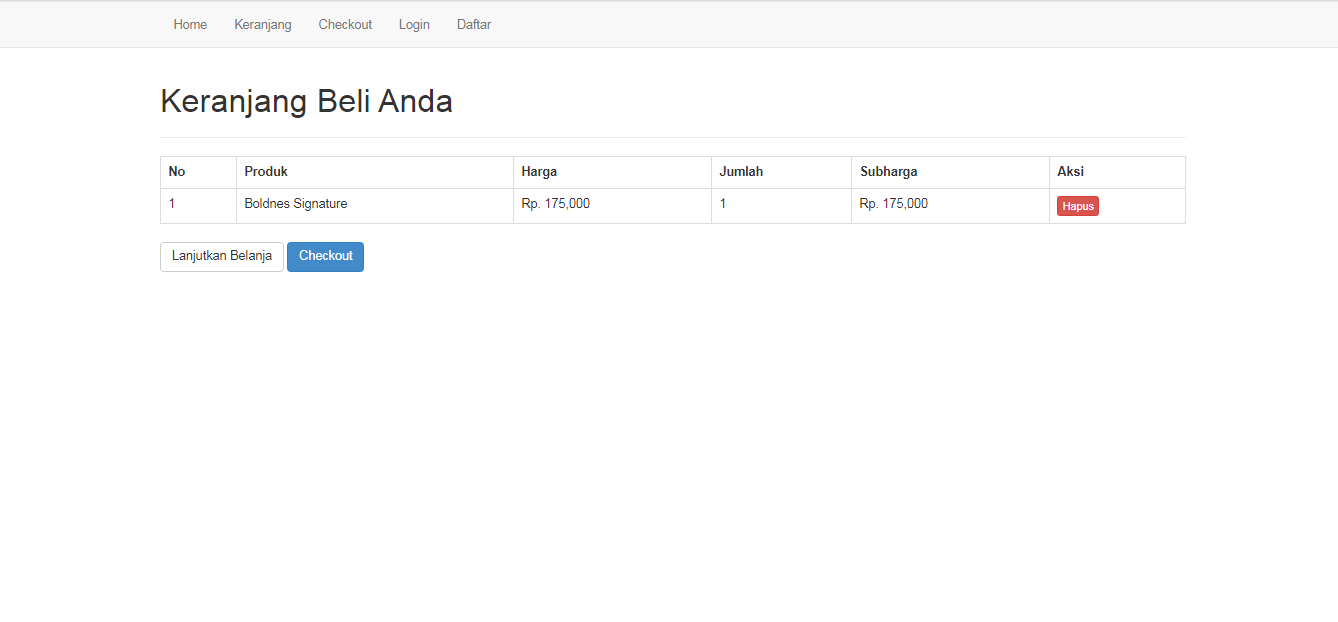 Home Keranjang Checkout Login Daftar
Keranjang Beli Anda
No Produk Harga Jumlah Subharga Aksi
1 Boldnes Signature Rp. 175,000 1 Rp. 175,000 Hapus
Lanjutkan Belanja Checkout